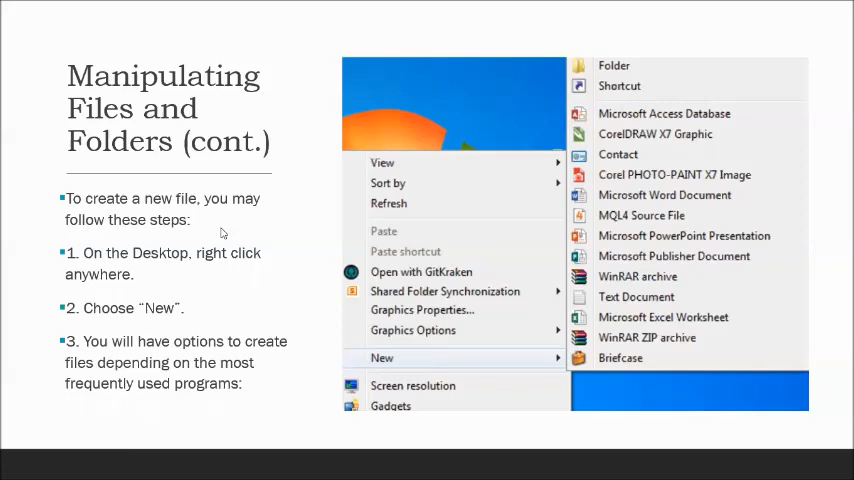 Manipulating
Files and
Folders (cont.)
To create a new file, you may
follow these steps:
1. On the Desktop, right click
anywhere.
2. Choose “New”.
3. You will have options to create
files depending on the most
frequently used programs:
View
Sort by
Refresh
Paste
Paste shortcut
Open with GitKraken
Shared Folder Synchronization
Graphics Properties...
Graphics Options
New
Screen resolution
Gadgets
Folder
Shortcut
Microsoft Access Database
CorelDRAW X7 Graphic
Contact
Corel PHOTO-PAINT X7 Image
Microsoft Word Document
MQL4 Source File
Microsoft PowerPoint Presentation
Microsoft Publisher Document
WinRAR archive
Text Document
Microsoft Excel Worksheet
WinRAR ZIP archive
Briefcase